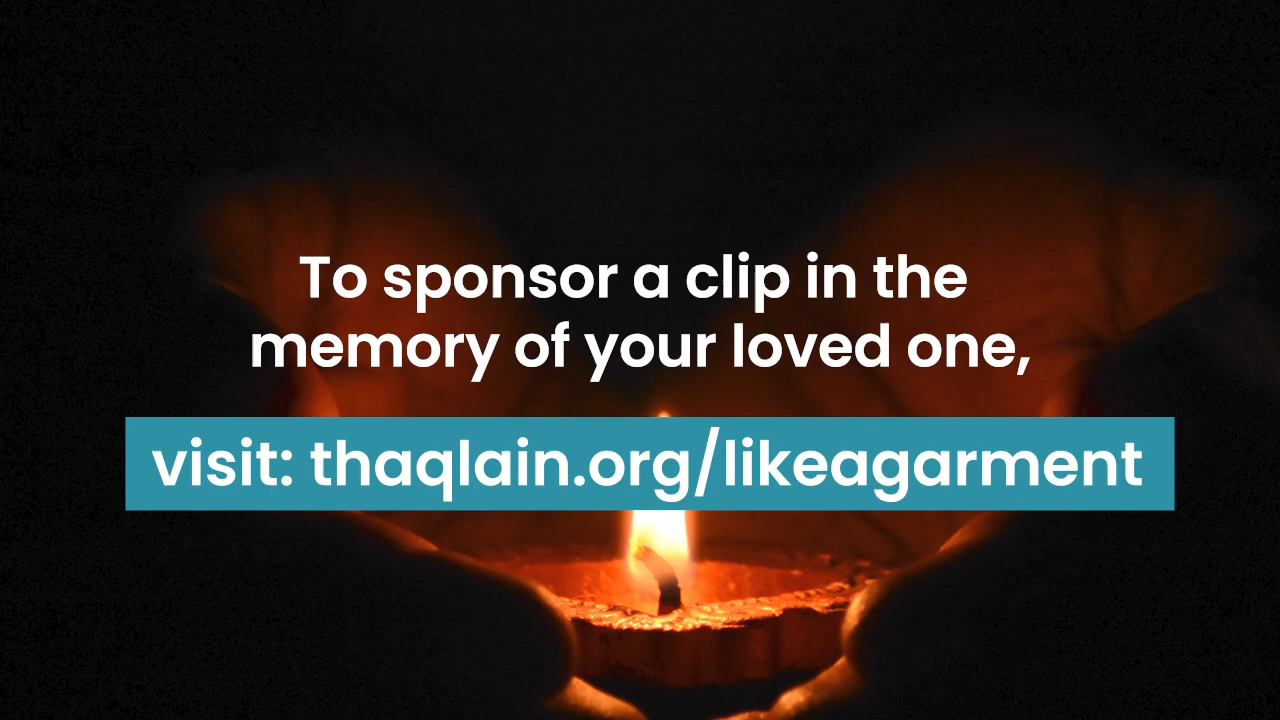 To sponsor a clip in the
memory of your loved one,
visit: thaqlain.org/likeagarment